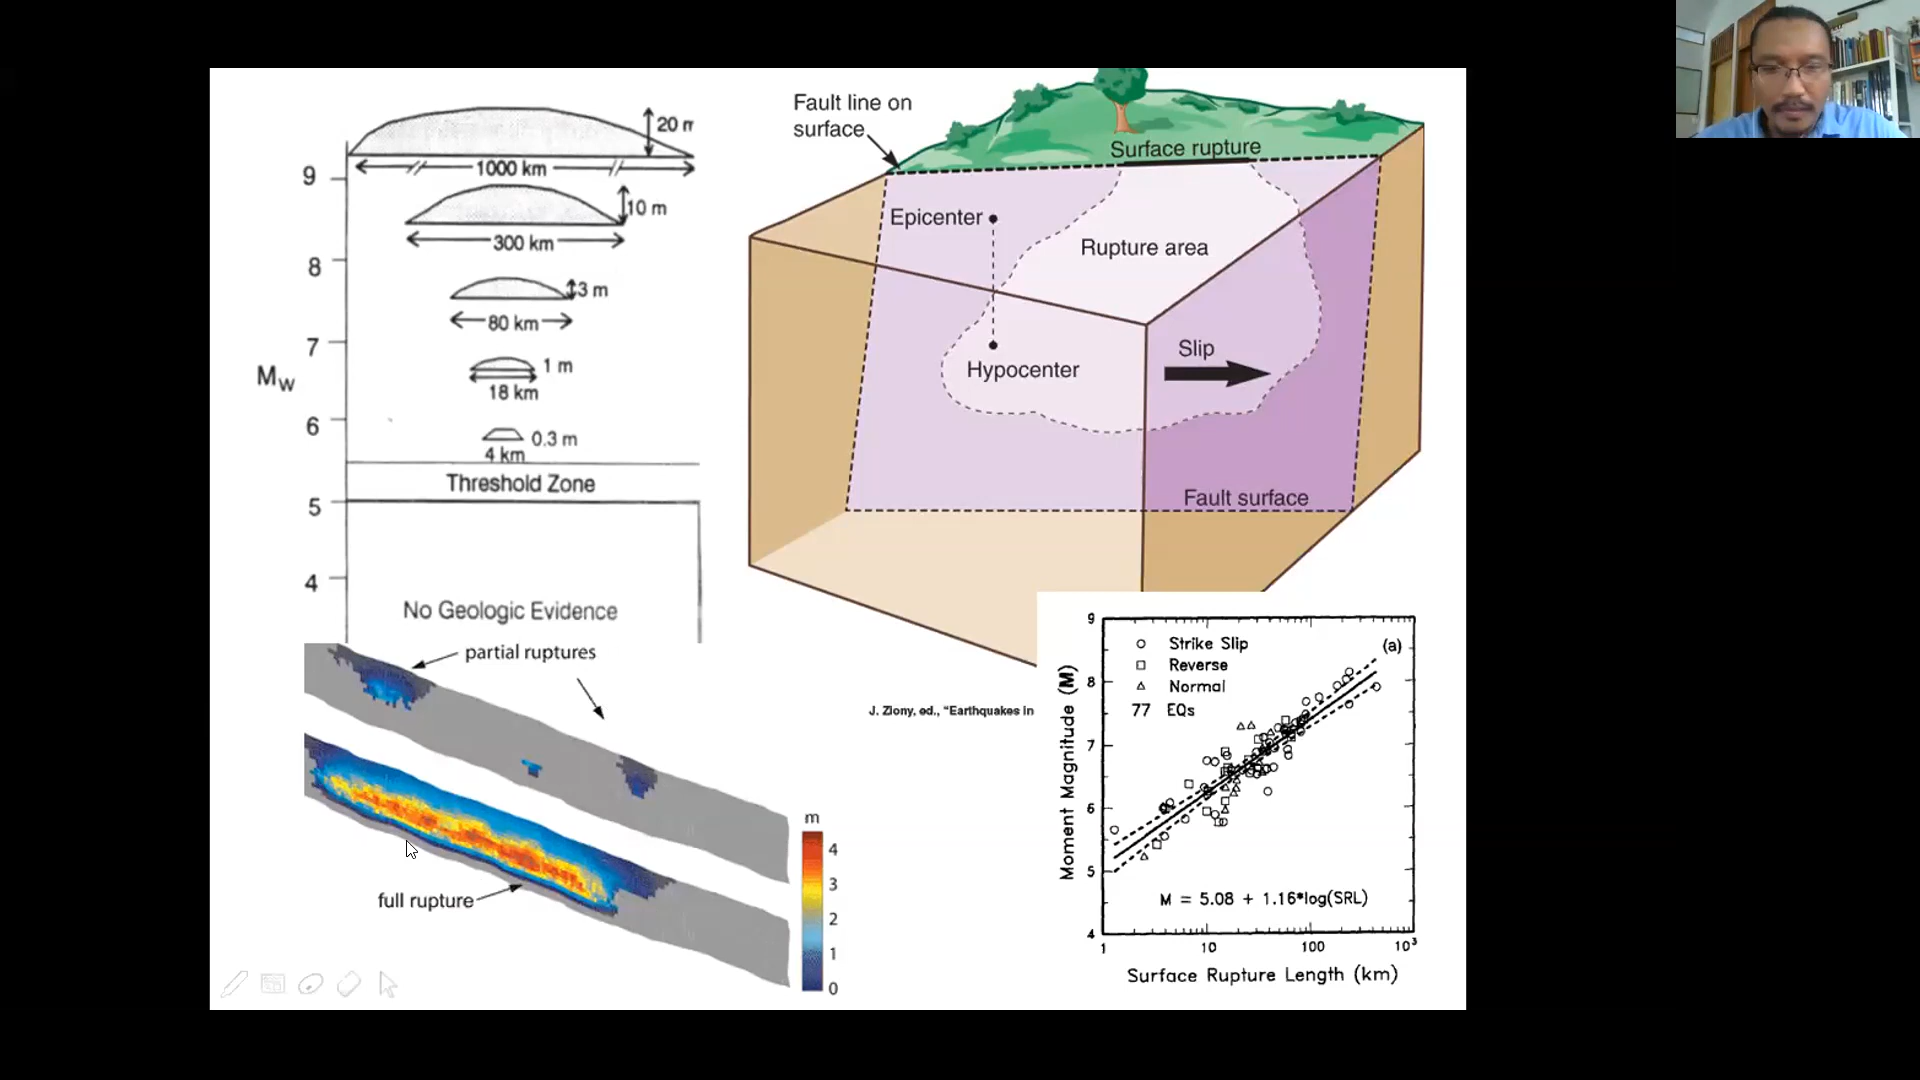 20 m
1000 km
9
10 m
300 km
8
3 m
80 km
7
1 m
Mw
18 km
6
0.3 m
4 km
Threshold Zone
5
4
No Geologic Evidence
partial ruptures
full rupture
m
4
3
2
1
0
Fault line on
surface
Surface rupture
Epicenter
Rupture area
Slip
Hypocenter
Fault surface
J. Ziony, ed., "Earthquakes in
9
Strike Slip
(a)
Reverse
8
Normal
77 EQs
7
Moment Magnitude (M)
6
5
M = 5.08 + 1.16*log(SRL)
4
1
10
100
10³
Surface Rupture Length (km)